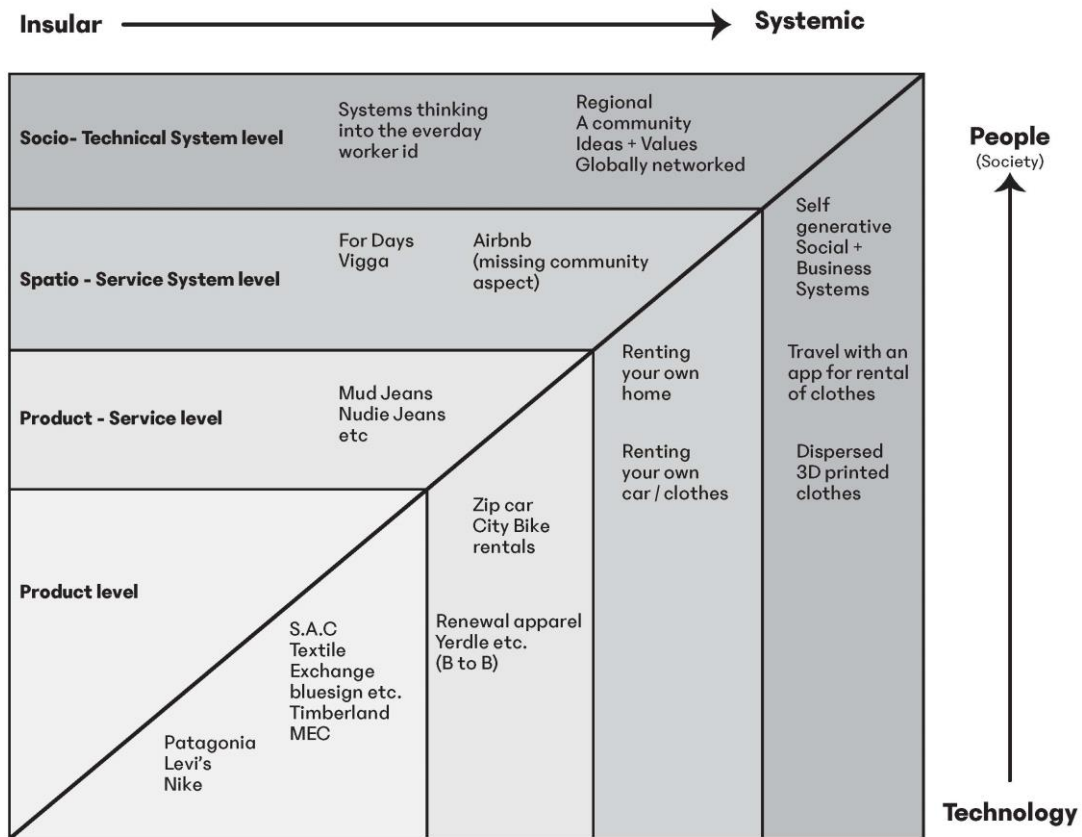 Insular
Systemic
Socio- Technical System level
Systems thinking
into the everday
worker id
Regional
A community
Ideas + Values
Globally networked
People
(Society)
Spatio - Service System level
For Days
Vigga
Airbnb
(missing community
aspect)
Self
generative
Social +
Business
Systems
Product - Service level
Mud Jeans
Nudie Jeans
etc
Renting
your own
home
Travel with an
app for rental
of clothes
Renting
your own
car / clothes
Dispersed
3D printed
clothes
Zip car
City Bike
rentals
Product level
S.A.C
Textile
Exchange
bluesign etc.
Timberland
MEC
Renewal apparel
Yerdle etc.
(B to B)
Patagonia
Levi's
Nike
Technology